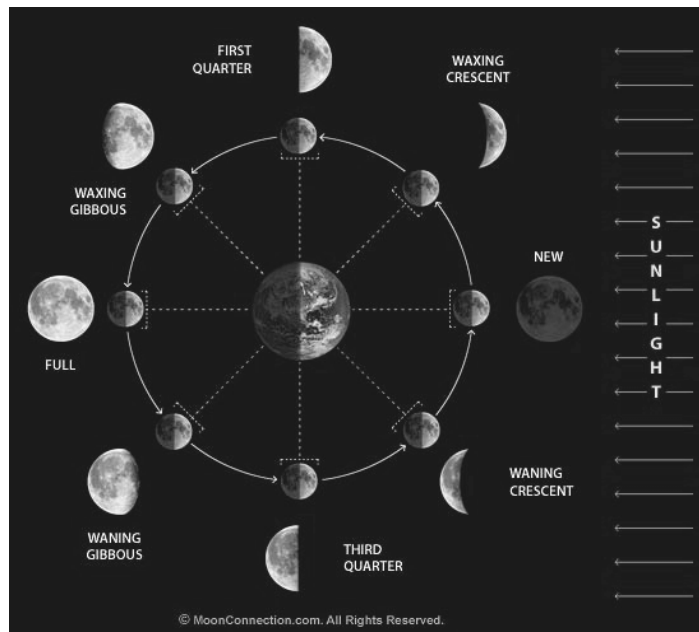 FIRST
QUARTER
WAXING
CRESCENT
WAXING
GIBBOUS
NEW
SUNLIGHT
FULL
WANING
GIBBOUS
WANING
CRESCENT
THIRD
QUARTER
© MoonConnection.com. All Rights Reserved.